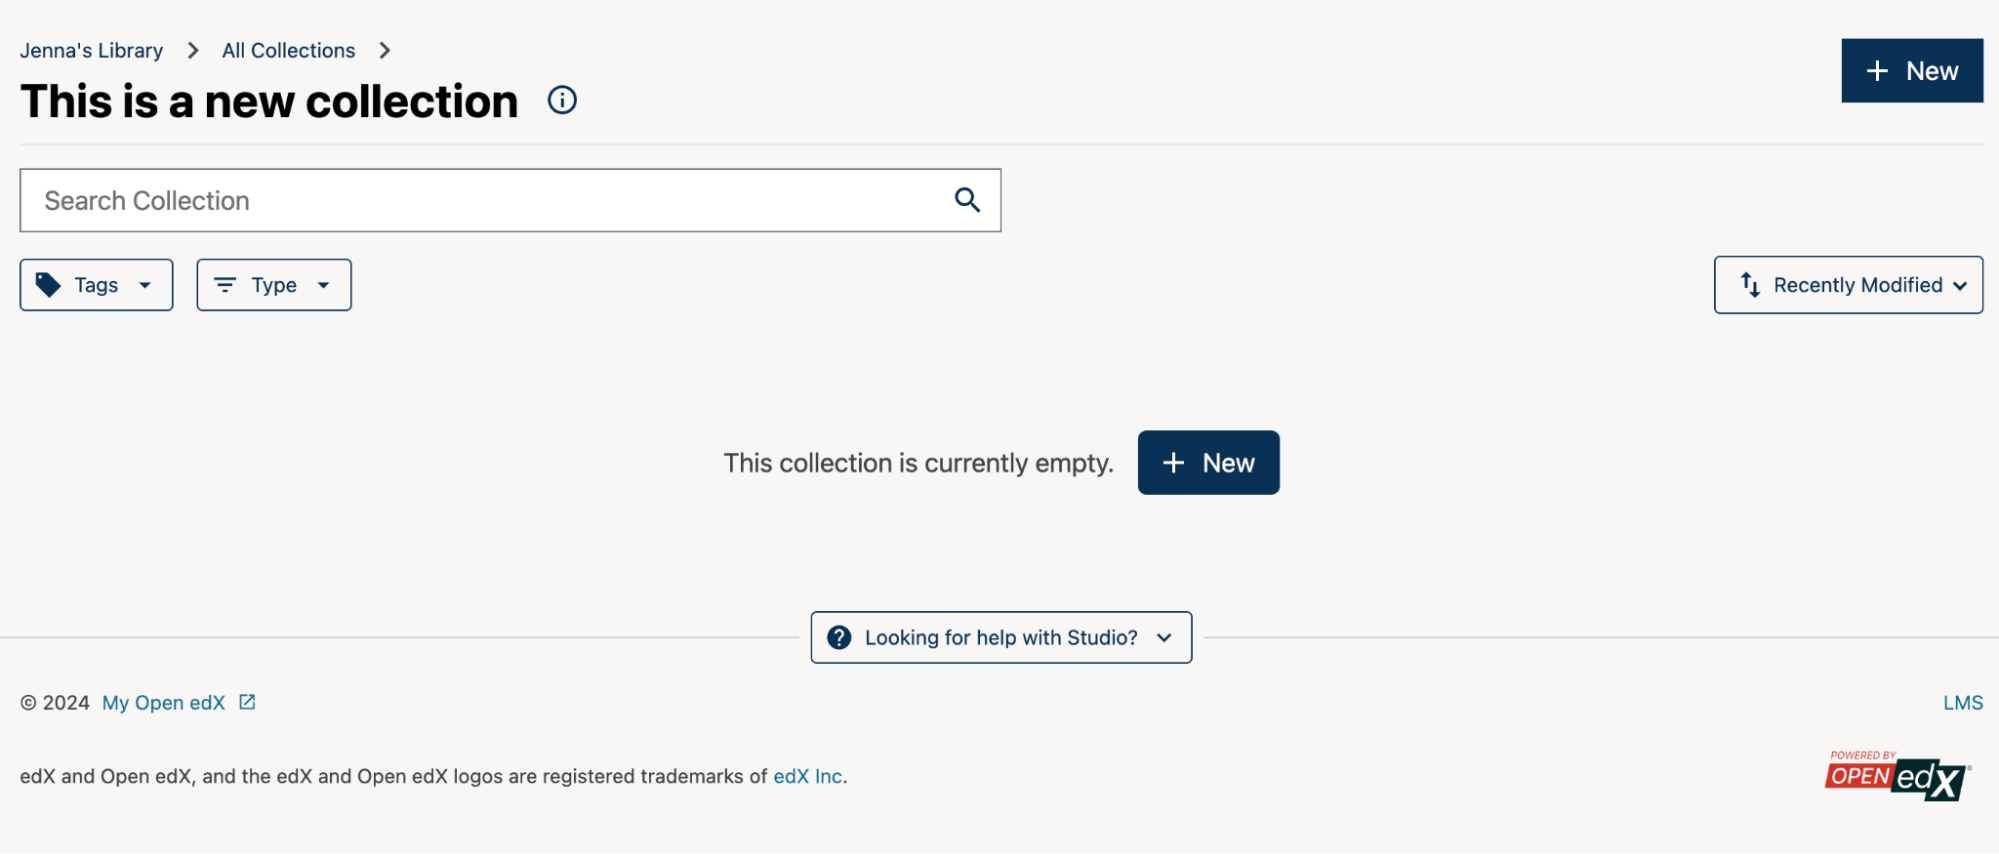 Jenna's Library All Collections
New
This is a new collection
Search Collection
Tags Type Recently Modified
This collection is currently empty. New
Looking for help with Studio?
© 2024 My Open edX LMS
POWERED BY
OPEN edX
edX and Open edX, and the edX and Open edX logos are registered trademarks of edX Inc.